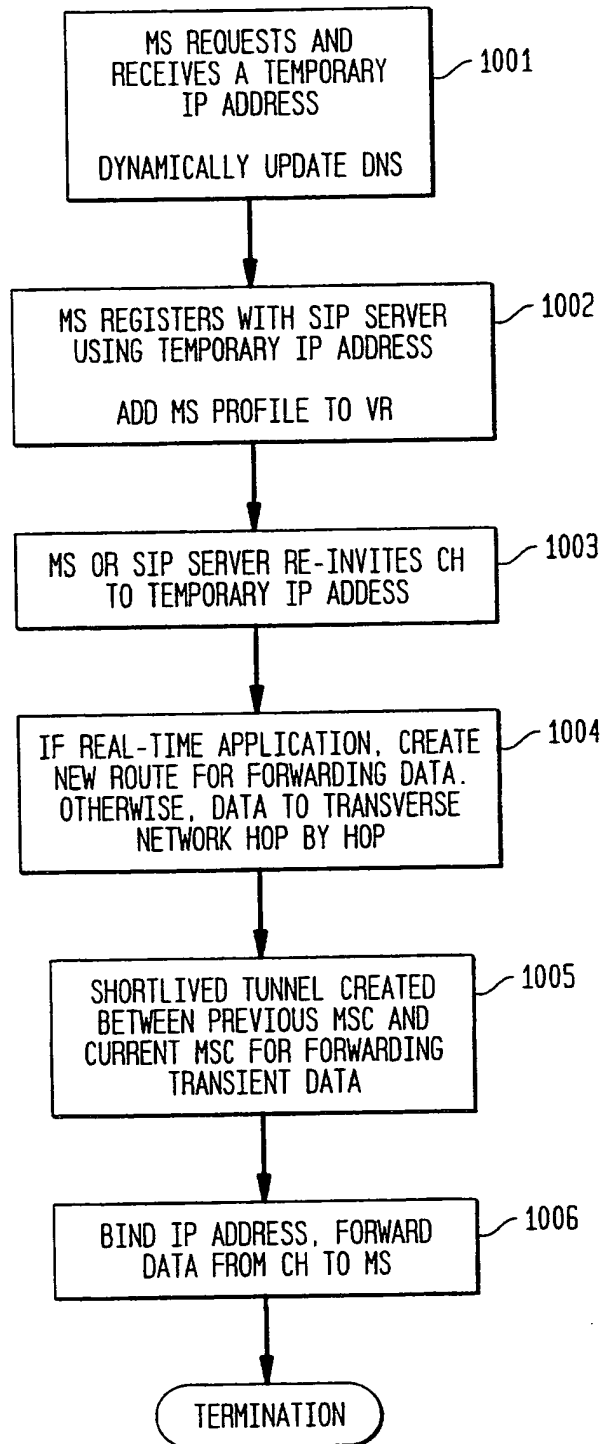 MS REQUESTS AND
RECEIVES A TEMPORARY
IP ADDRESS
DYNAMICALLY UPDATE DNS
1001
MS REGISTERS WITH SIP SERVER
USING TEMPORARY IP ADDRESS
ADD MS PROFILE TO VR
1002
MS OR SIP SERVER RE-INVITES CH
TO TEMPORARY IP ADDESS
1003
IF REAL-TIME APPLICATION, CREATE
NEW ROUTE FOR FORWARDING DATA.
OTHERWISE, DATA TO TRANSVERSE
NETWORK HOP BY HOP
1004
SHORTLIVED TUNNEL CREATED
BETWEEN PREVIOUS MSC AND
CURRENT MSC FOR FORWARDING
TRANSIENT DATA
1005
BIND IP ADDRESS, FORWARD
DATA FROM CH TO MS
1006
TERMINATION